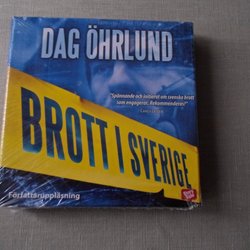 DAG ÖHRLUND
"Spännande och initierat om svenska brott
som engagerar. Rekommenderas!"
BROTT I SVERIGE
Författaruppläsning